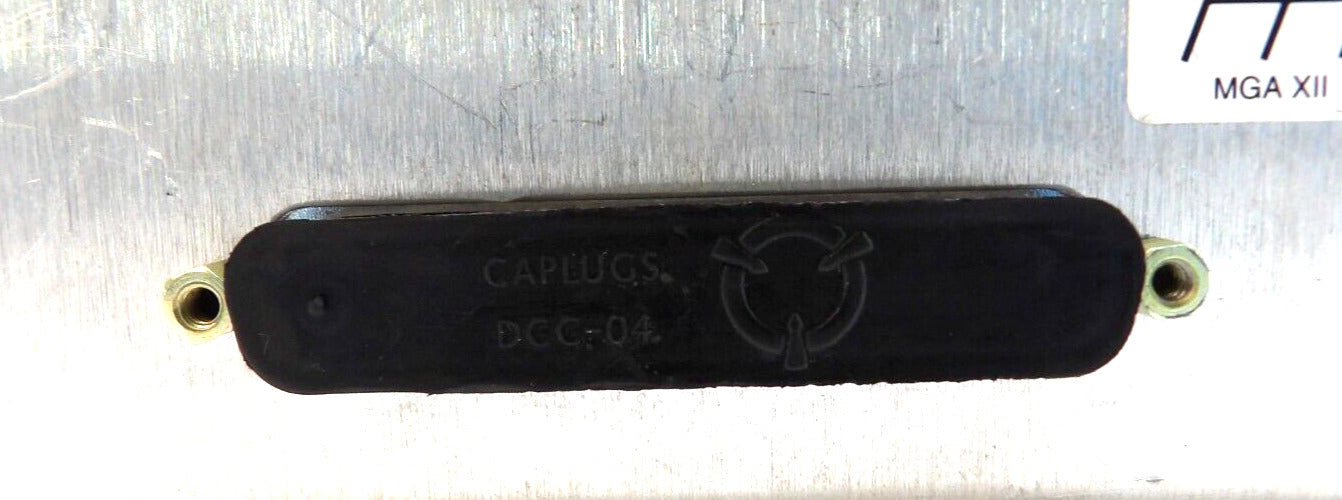 MGA XII
CAPLUGS
DCC-04